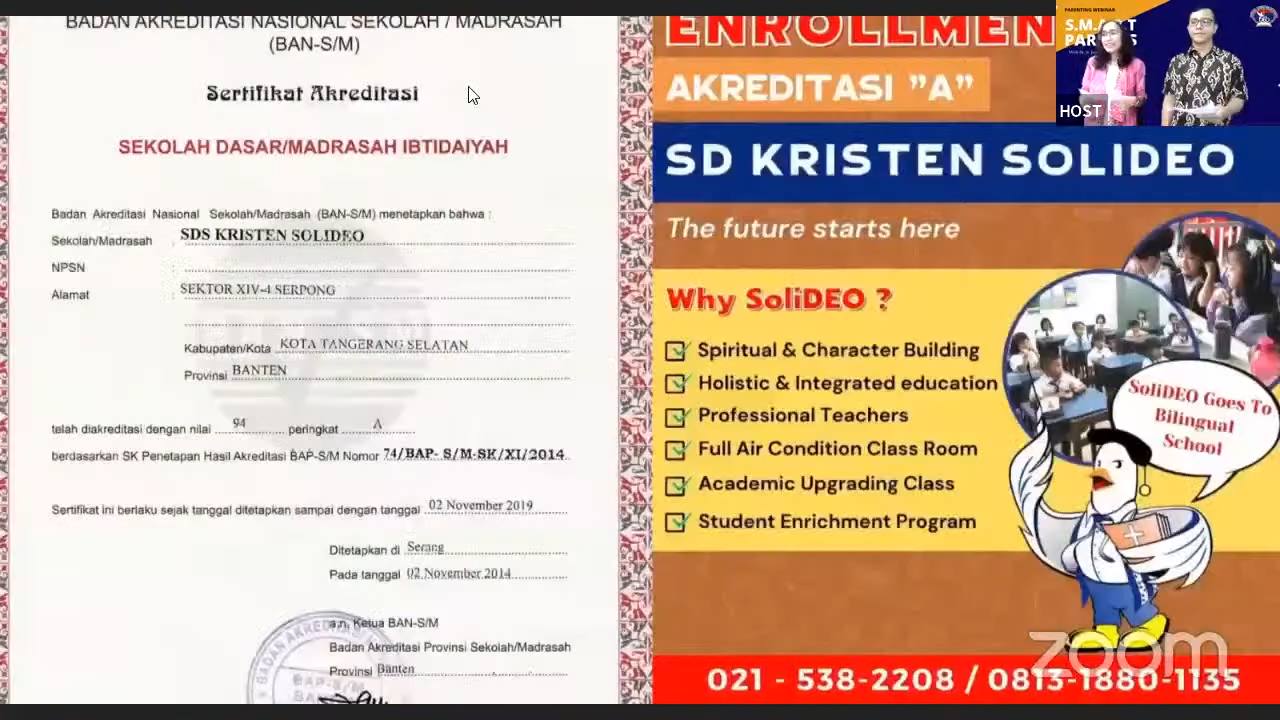 BADAN AKREDITASI NASIONAL SEKOLAH / MADRASAH
(BAN-S/M)
Sertifikat Akreditasi
SEKOLAH DASAR/MADRASAH IBTIDAIYAH
Badan Akreditasi Nasional Sekolah/Madrasah (BAN-S/M) menetapkan bahwa :
Sekolah/Madrasah : SDS KRISTEN SOLIDEO
NPSN :
Alamat : SEKTOR XIV-4 SERPONG
Kabupaten/Kota KOTA TANGERANG SELATAN
Provinsi BANTEN
telah diakreditasi dengan nilai 94 peringkat A
berdasarkan SK Penetapan Hasil Akreditasi BAP-S/M Nomor 74/BAP- S/M-SK/XI/2014
Sertifikat ini berlaku sejak tanggal ditetapkan sampai dengan tanggal 02 November 2019
Ditetapkan di Serang
Pada tanggal 02 November 2014
a.n. Ketua BAN-S/M
Badan Akreditasi Provinsi Sekolah/Madrasah
Provinsi Banten
BADAN AKREDITASI
BAP-S/M
ENROLLMEN
AKREDITASI "A"
SD KRISTEN SOLIDEO
The future starts here
Why SoliDEO ?
Spiritual & Character Building
Holistic & Integrated education
Professional Teachers
Full Air Condition Class Room
Academic Upgrading Class
Student Enrichment Program
SoliDEO Goes To
Bilingual
School
021 - 538-2208 / 0813-1880-1135
zoom
PARENTING WEBINAR
HOST